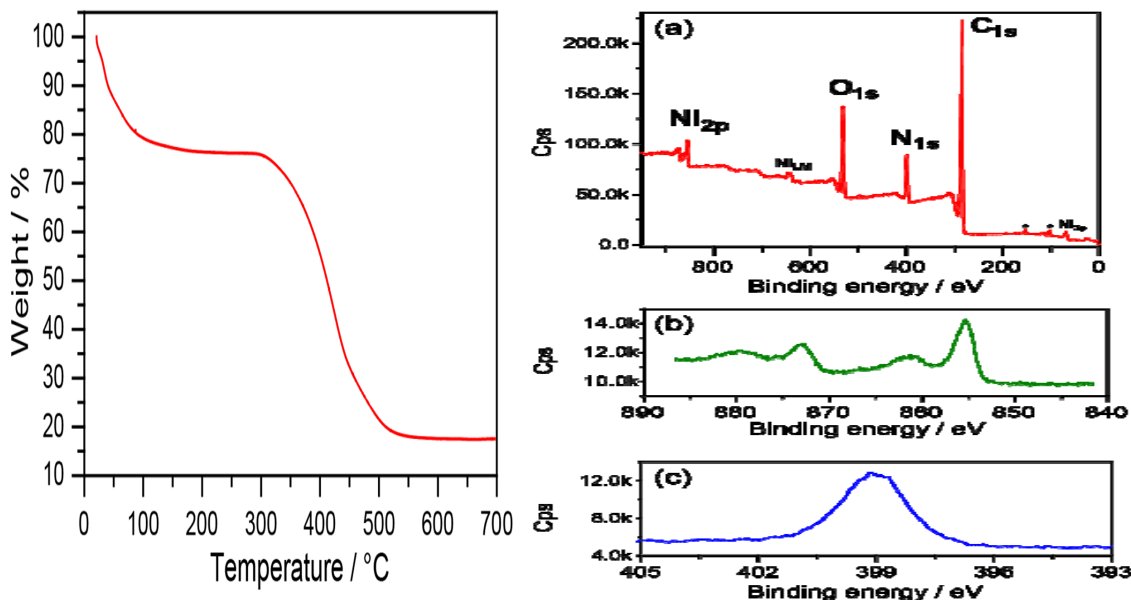 100
90
80
70
60
50
40
30
20
10
Weight / %
0 100 200 300 400 500 600 700
Temperature / °C
(a)
C1s
O1s
N1s
NI2p
NILM
* * NI3p
200.0k
150.0k
100.0k
50.0k
0.0
Cps
800 600 400 200 0
Binding energy / eV
(b)
14.0k
12.0k
10.0k
Cps
890 880 870 860 850 840
Binding energy / eV
(c)
12.0k
8.0k
4.0k
Cps
405 402 399 396 393
Binding energy / eV